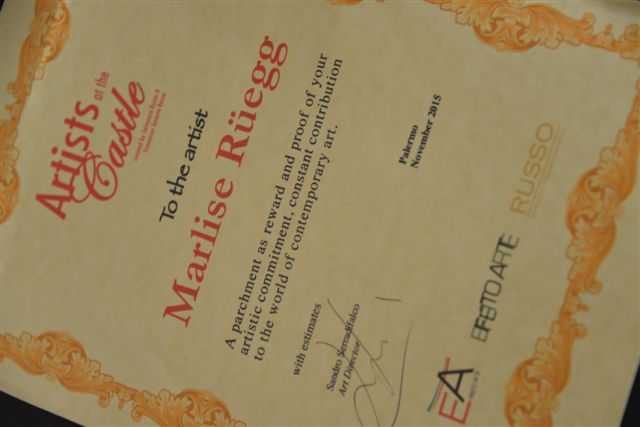 Artists at the
Castle
To the artist
Marlise Rüegg
A parchment as reward and proof of your
artistic commitment, constant contribution
to the world of contemporary art.
Palermo
November 2015
with estimates
Sandro Serradifalco
Art Director
EA
EFFETTO ARTE
RUSSO